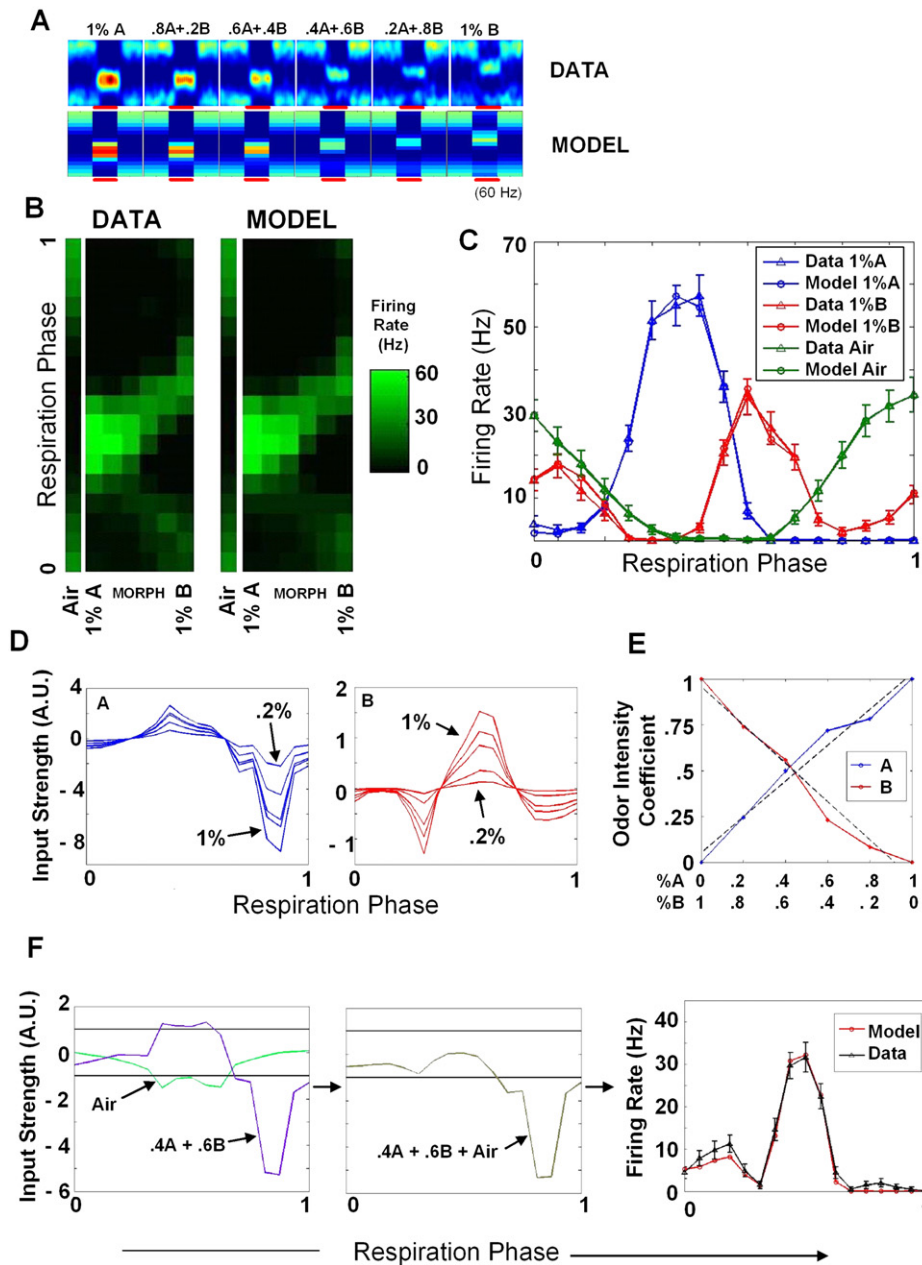 A
1% A .8A+.2B .6A+.4B .4A+.6B .2A+.8B 1% B
DATA
MODEL
(60 Hz)
B
DATA MODEL
Respiration Phase
1
0
Air
1% A
MORPH
1% B
Air
1% A
MORPH
1% B
Firing
Rate
(Hz)
60
30
0
C
Firing Rate (Hz)
70
50
30
10
0 1
Respiration Phase
Data 1%A
Model 1%A
Data 1%B
Model 1%B
Data Air
Model Air
D
Input Strength (A.U.)
4
0
- 4
- 8
A
.2%
1%
0 1
2
1
0
- 1
B
1%
.2%
0 1
Respiration Phase
E
Odor Intensity
Coefficient
1
.75
.5
.25
0
A
B
%A 0 .2 .4 .6 .8 1
%B 1 .8 .6 .4 .2 0
F
Input Strength (A.U.)
2
0
- 2
- 4
- 6
Air
.4A + .6B
0 1
.4A + .6B + Air
0 1
Firing Rate (Hz)
40
30
20
10
0
Model
Data
0 1
Respiration Phase